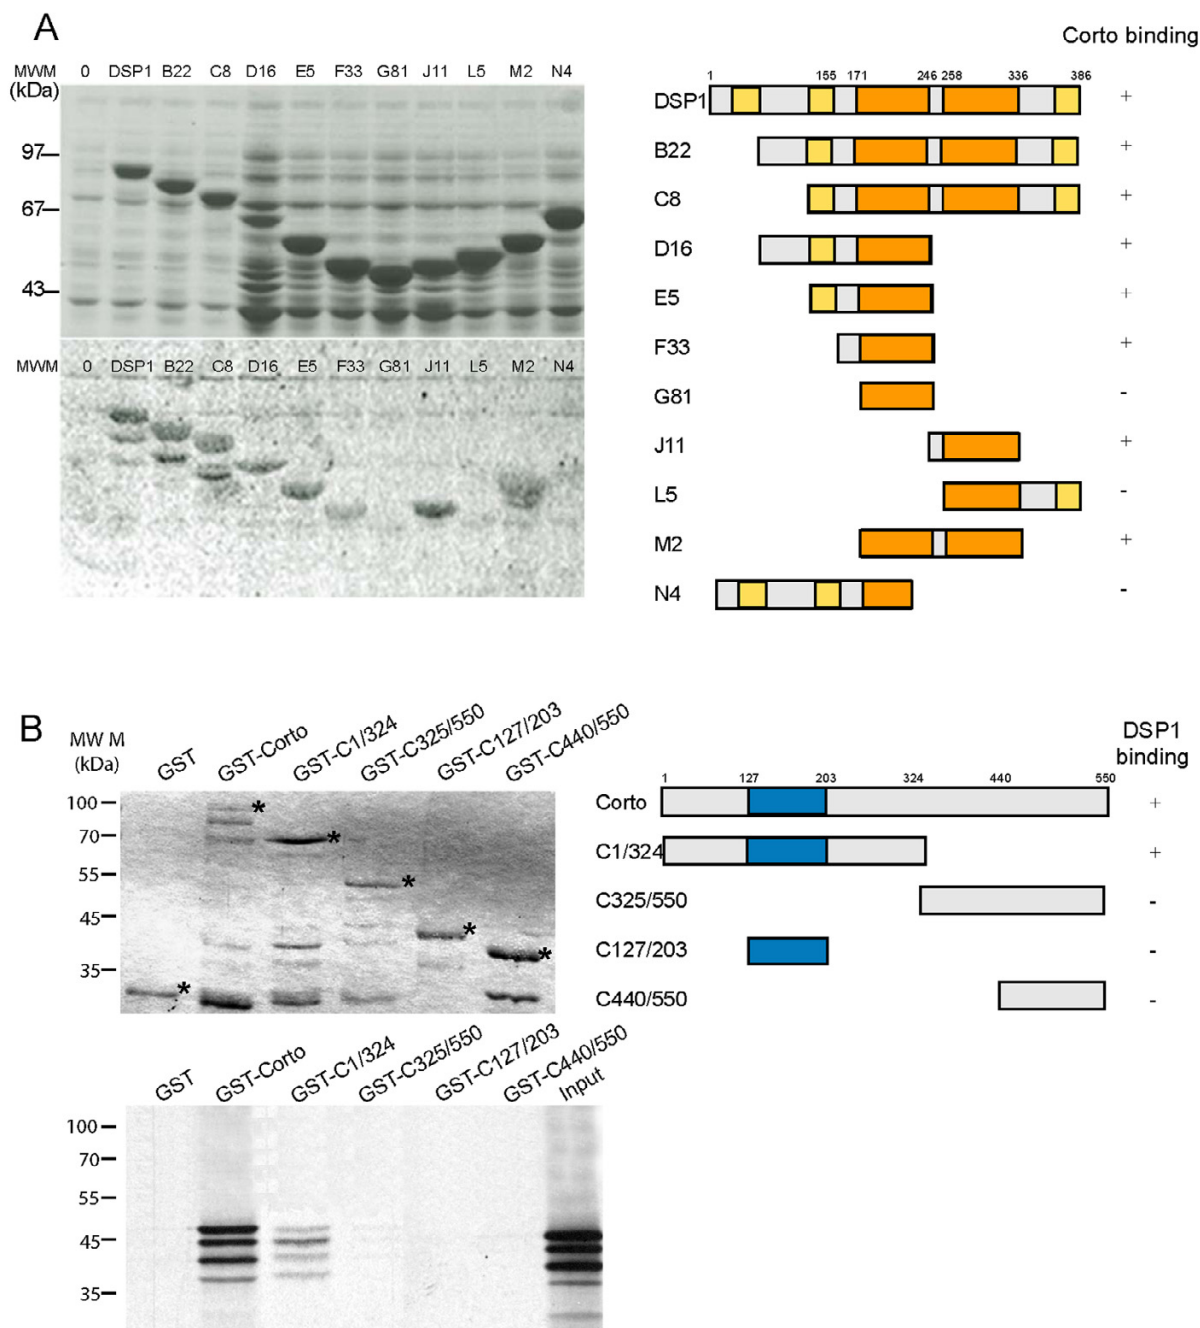 A
Corto binding
MWM 0 DSP1 B22 C8 D16 E5 F33 G81 J11 L5 M2 N4
(kDa)
97
67
43
MWM 0 DSP1 B22 C8 D16 E5 F33 G81 J11 L5 M2 N4
1 155 171 246 258 336 386
DSP1 +
B22 +
C8 +
D16 +
E5 +
F33 +
G81 -
J11 +
L5 -
M2 +
N4 -
B
MW M
(kDa)
GST GST-Corto GST-C1/324 GST-C325/550 GST-C127/203 GST-C440/550
100 *
70 *
55 *
45 *
35 *
*
DSP1
binding
1 127 203 324 440 550
Corto +
C1/324 +
C325/550 -
C127/203 -
C440/550 -
GST GST-Corto GST-C1/324 GST-C325/550 GST-C127/203 GST-C440/550 Input
100
70
55
45
35